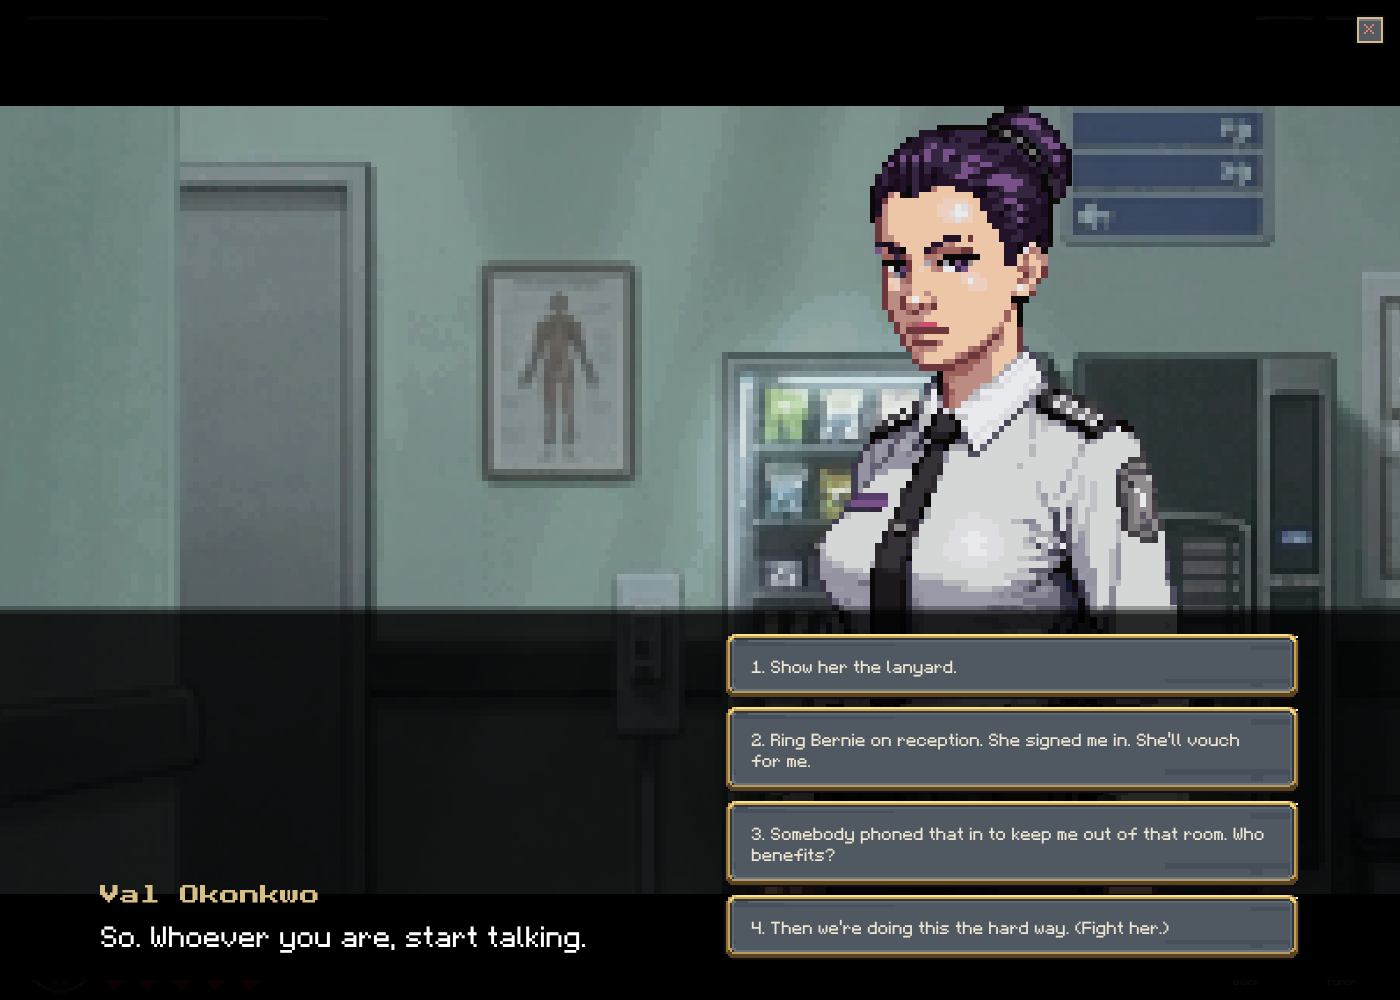 Val Okonkwo
So. Whoever you are, start talking.
1. Show her the lanyard.
2. Ring Bernie on reception. She signed me in. She'll vouch
for me.
3. Somebody phoned that in to keep me out of that room. Who
benefits?
4. Then we're doing this the hard way. (Fight her.)